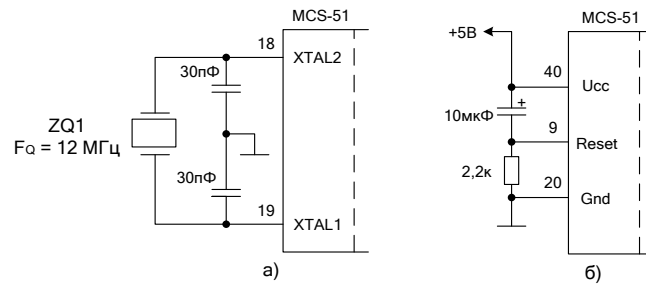 MCS-51
18
XTAL2
30пФ
ZQ1
FQ = 12 МГц
30пФ
19
XTAL1
а)
MCS-51
+5В
40
Ucc
+
10мкФ
9
Reset
2,2к
20
Gnd
б)